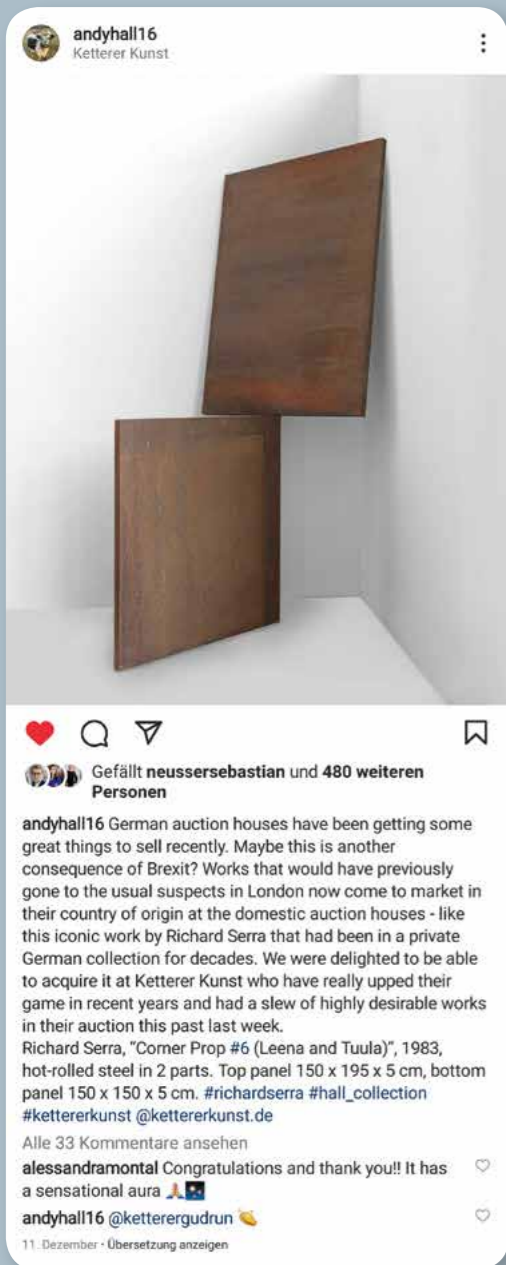 andyhall16
Ketterer Kunst
Gefällt neussersebastian und 480 weiteren
Personen
andyhall16 German auction houses have been getting some
great things to sell recently. Maybe this is another
consequence of Brexit? Works that would have previously
gone to the usual suspects in London now come to market in
their country of origin at the domestic auction houses - like
this iconic work by Richard Serra that had been in a private
German collection for decades. We were delighted to be able
to acquire it at Ketterer Kunst who have really upped their
game in recent years and had a slew of highly desirable works
in their auction this past last week.
Richard Serra, “Corner Prop #6 (Leena and Tuula)”, 1983,
hot-rolled steel in 2 parts. Top panel 150 x 195 x 5 cm, bottom
panel 150 x 150 x 5 cm. #richardserra #hall_collection
#kettererkunst @kettererkunst.de
Alle 33 Kommentare ansehen
alessandramontal Congratulations and thank you!! It has
a sensational aura 🙏🌌
andyhall16 @ketterergudrun 👏
11. Dezember · Übersetzung anzeigen